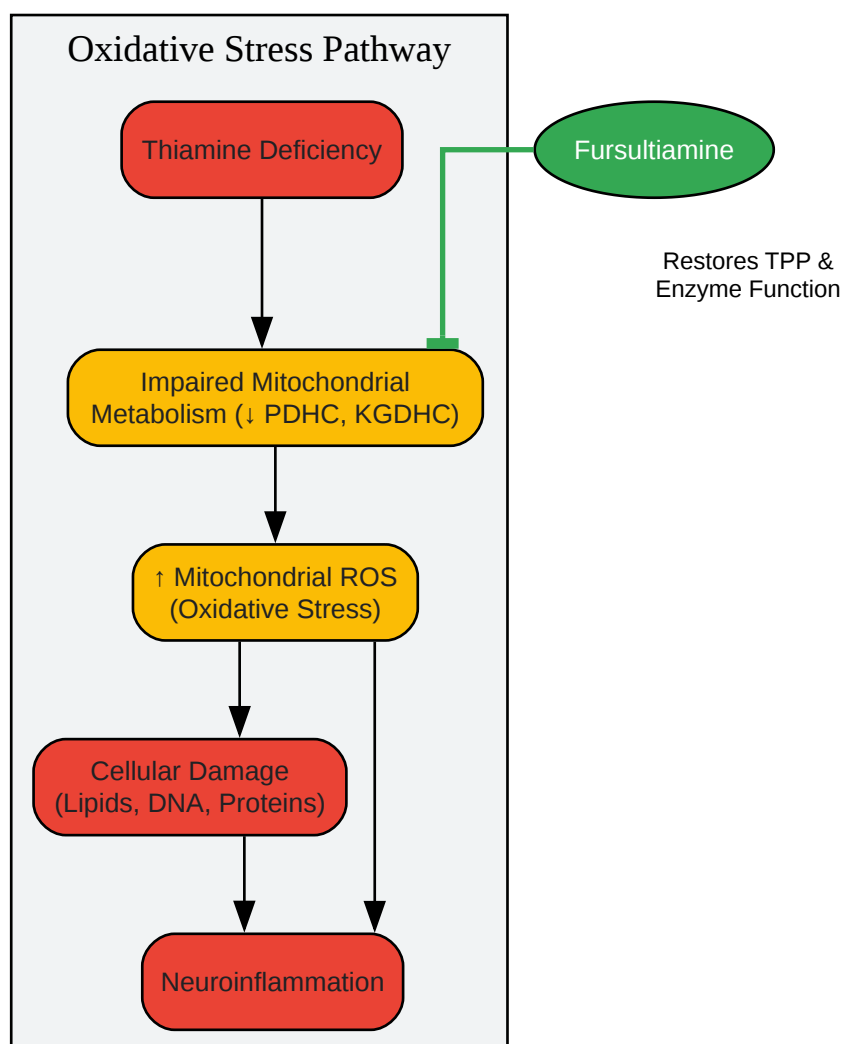 Oxidative Stress Pathway
Thiamine Deficiency
Fursultiamine
Restores TPP &
Enzyme Function
Impaired Mitochondrial
Metabolism (↓ PDHC, KGDHC)
↑ Mitochondrial ROS
(Oxidative Stress)
Cellular Damage
(Lipids, DNA, Proteins)
Neuroinflammation